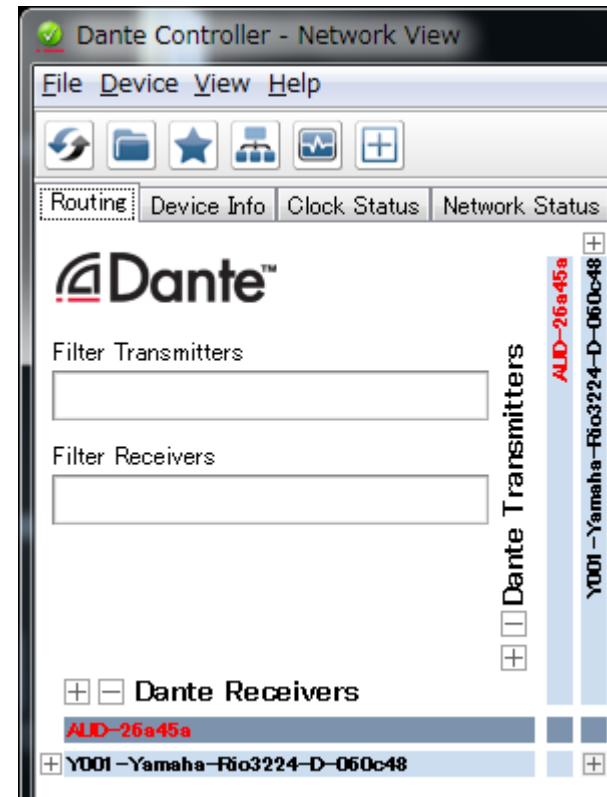 Dante Controller - Network View
File Device View Help
Routing Device Info Clock Status Network Status
Dante™
Filter Transmitters
Filter Receivers
Dante Transmitters
AUD-26a45a
Y001-Yamaha-Rio3224-D-060c48
Dante Receivers
AUD-26a45a
Y001-Yamaha-Rio3224-D-060c48